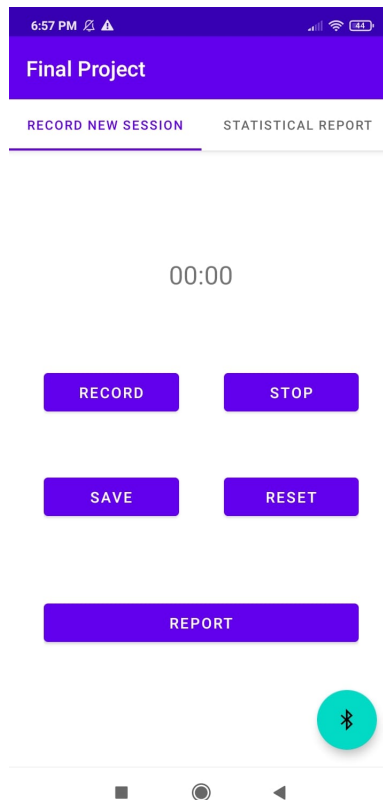 6:57 PM 44
Final Project
RECORD NEW SESSION STATISTICAL REPORT
00:00
RECORD STOP
SAVE RESET
REPORT